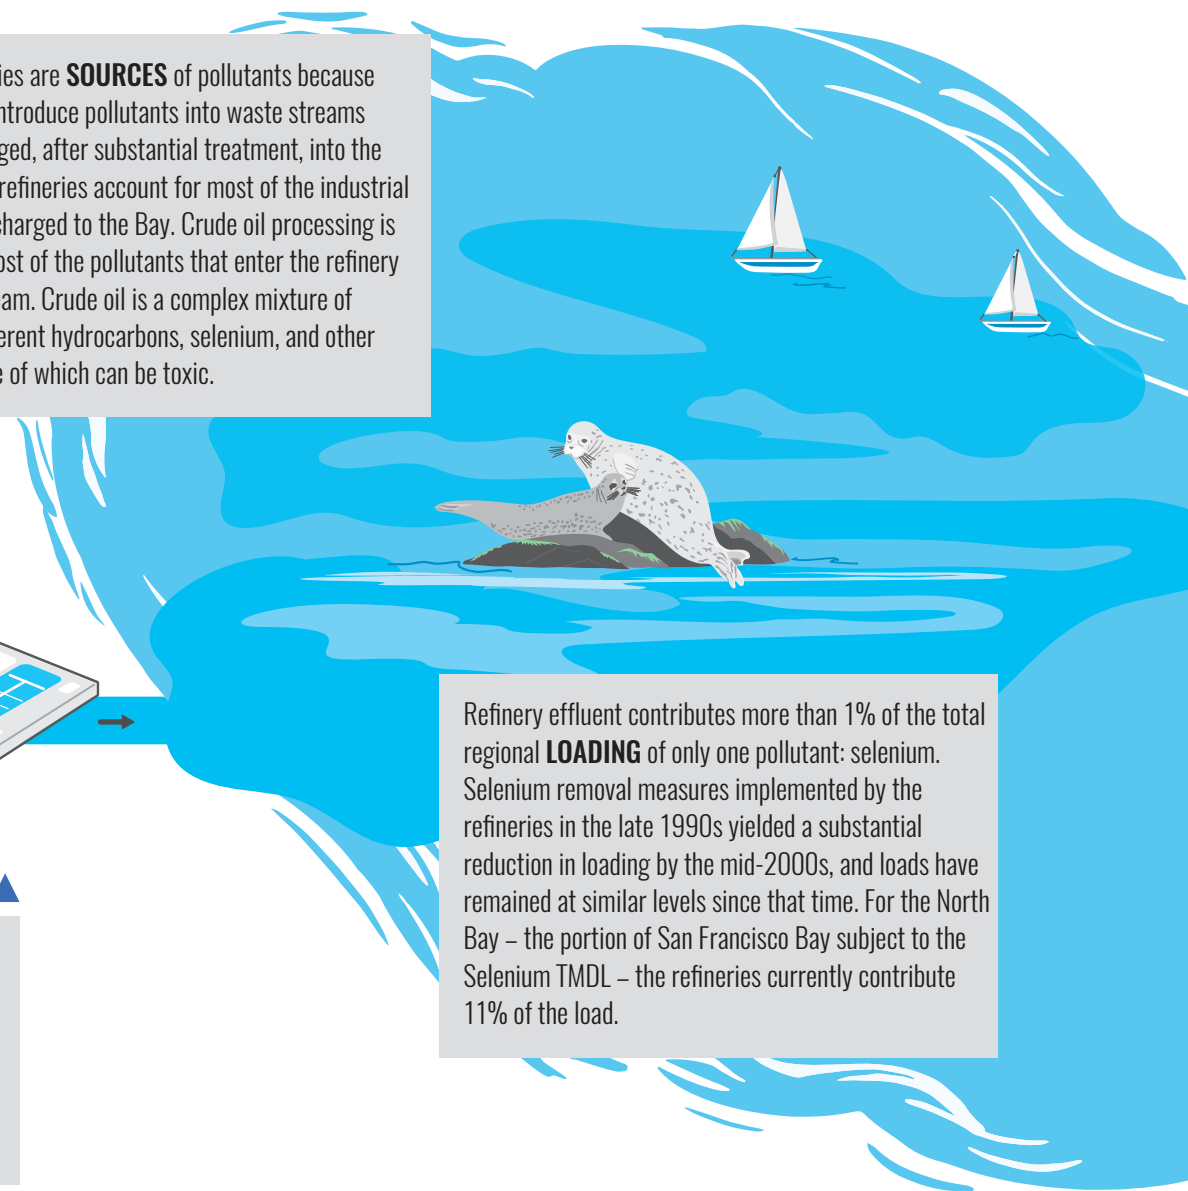 are SOURCES of pollutants because
introduce pollutants into waste streams
after substantial treatment, into the
refineries account for most of the industrial
to the Bay. Crude oil processing is
of the pollutants that enter the refinery
Crude oil is a complex mixture of
hydrocarbons, selenium, and other
of which can be toxic.
Refinery effluent contributes more than 1% of the total
regional LOADING of only one pollutant: selenium.
Selenium removal measures implemented by the
refineries in the late 1990s yielded a substantial
reduction in loading by the mid-2000s, and loads have
remained at similar levels since that time. For the North
Bay – the portion of San Francisco Bay subject to the
Selenium TMDL – the refineries currently contribute
11% of the load.